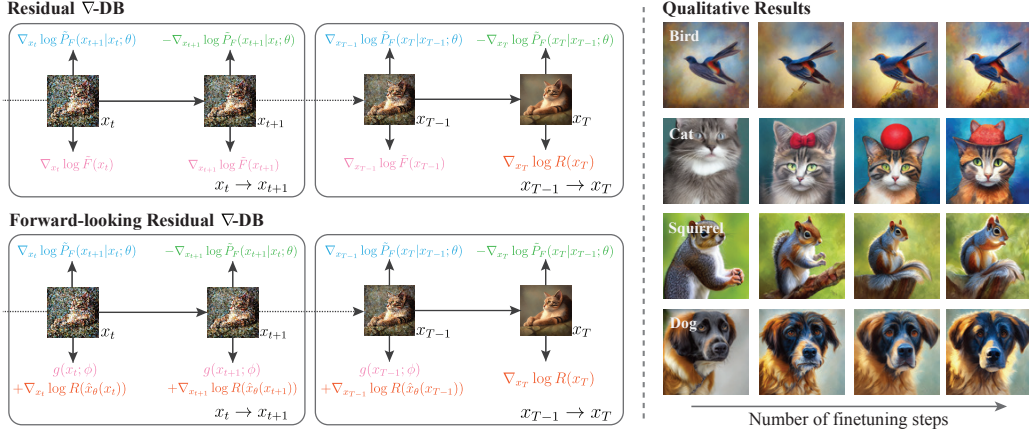 Residual ∇-DB
∇_{x_t} log P̃_F(x_{t+1}|x_t; θ)
−∇_{x_{t+1}} log P̃_F(x_{t+1}|x_t; θ)
x_t
x_{t+1}
∇_{x_t} log F̃(x_t)
∇_{x_{t+1}} log F̃(x_{t+1})
x_t → x_{t+1}
∇_{x_{T−1}} log P̃_F(x_T|x_{T−1}; θ)
−∇_{x_T} log P̃_F(x_T|x_{T−1}; θ)
x_{T−1}
x_T
∇_{x_{T−1}} log F̃(x_{T−1})
∇_{x_T} log R(x_T)
x_{T−1} → x_T
Forward-looking Residual ∇-DB
∇_{x_t} log P̃_F(x_{t+1}|x_t; θ)
−∇_{x_{t+1}} log P̃_F(x_{t+1}|x_t; θ)
x_t
x_{t+1}
g(x_t; ϕ)
+∇_{x_t} log R(x̂_θ(x_t))
g(x_{t+1}; ϕ)
+∇_{x_{t+1}} log R(x̂_θ(x_{t+1}))
x_t → x_{t+1}
∇_{x_{T−1}} log P̃_F(x_T|x_{T−1}; θ)
−∇_{x_T} log P̃_F(x_T|x_{T−1}; θ)
x_{T−1}
x_T
g(x_{T−1}; ϕ)
+∇_{x_{T−1}} log R(x̂_θ(x_{T−1}))
∇_{x_T} log R(x_T)
x_{T−1} → x_T
Qualitative Results
Bird
Cat
Squirrel
Dog
Number of finetuning steps